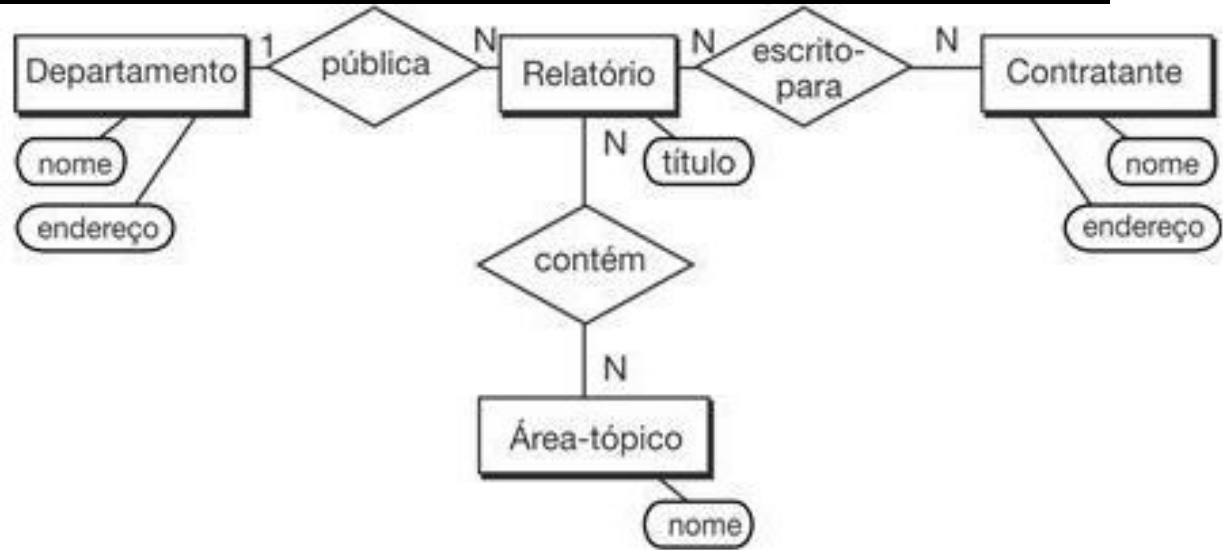 Departamento
1
pública
N
Relatório
N
escrito-
para
N
Contratante
nome
endereço
N
título
nome
endereço
contém
N
Área-tópico
nome